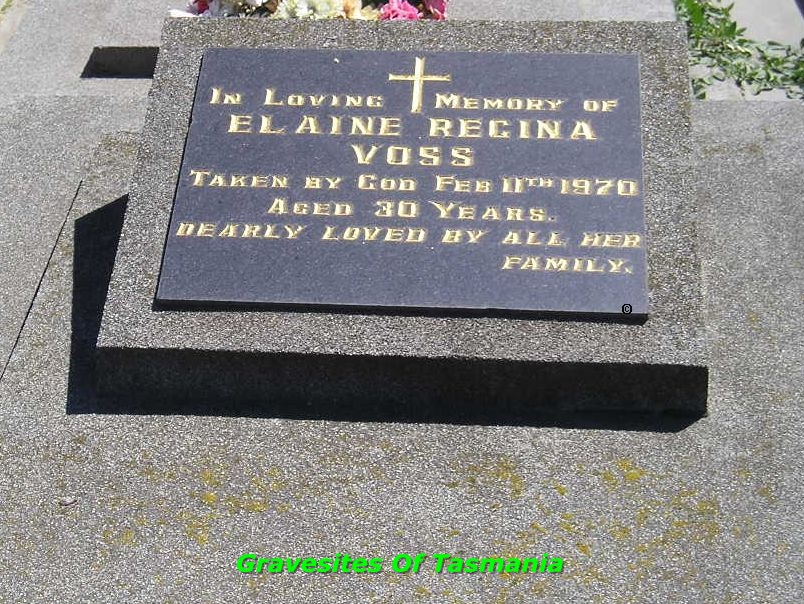 In Loving Memory of
ELAINE REGINA
VOSS
Taken by God Feb 11th 1970
Aged 30 Years.
DEARLY LOVED BY ALL HER
FAMILY.
©
Gravesites Of Tasmania